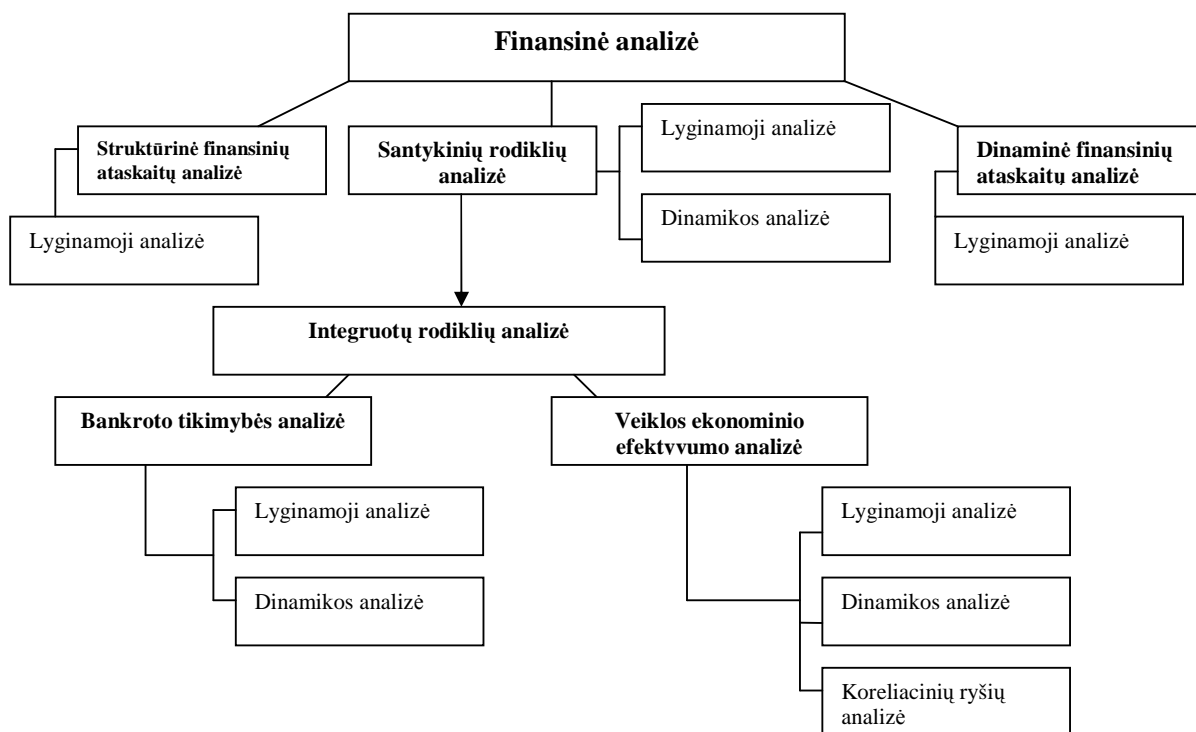 Finansinė analizė
Struktūrinė finansinių
ataskaitų analizė
Lyginamoji analizė
Santykinių rodiklių
analizė
Lyginamoji analizė
Dinamikos analizė
Dinaminė finansinių
ataskaitų analizė
Lyginamoji analizė
Integruotų rodiklių analizė
Bankroto tikimybės analizė
Lyginamoji analizė
Dinamikos analizė
Veiklos ekonominio
efektyvumo analizė
Lyginamoji analizė
Dinamikos analizė
Koreliacinių ryšių
analizė